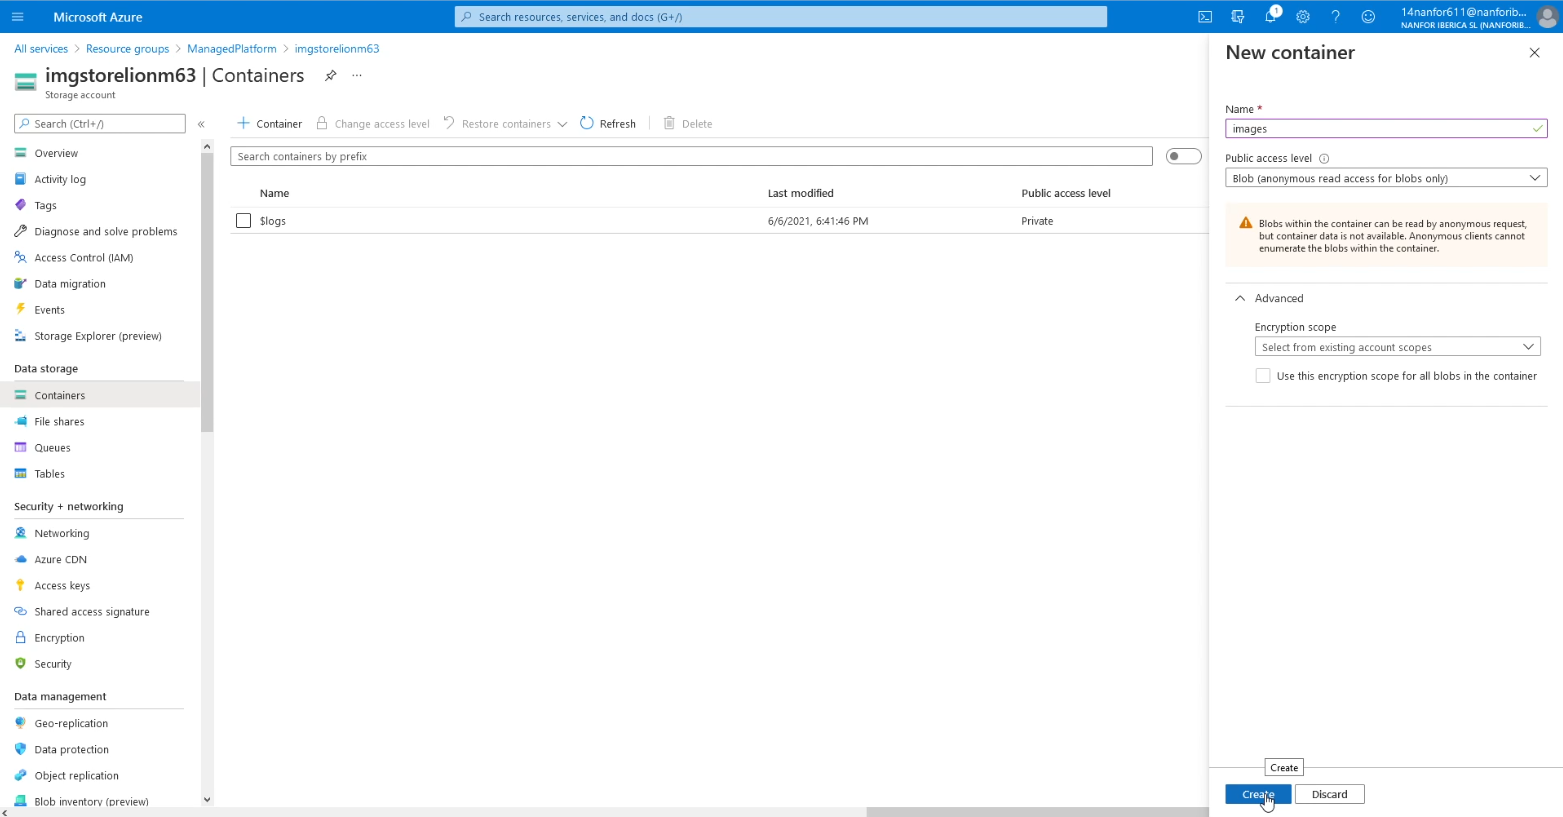 Microsoft Azure
Search resources, services, and docs (G+/)
1
14nanfor611@nanforib...
NANFOR IBERICA SL (NANFORIB...
All services > Resource groups > ManagedPlatform > imgstorelionm63
imgstorelionm63 | Containers
...
Storage account
Search (Ctrl+/)
«
Overview
Activity log
Tags
Diagnose and solve problems
Access Control (IAM)
Data migration
Events
Storage Explorer (preview)
Data storage
Containers
File shares
Queues
Tables
Security + networking
Networking
Azure CDN
Access keys
Shared access signature
Encryption
Security
Data management
Geo-replication
Data protection
Object replication
Blob inventory (preview)
+ Container
Change access level
Restore containers
Refresh
Delete
Search containers by prefix
Name Last modified Public access level
$logs 6/6/2021, 6:41:46 PM Private
New container
Name *
images
Public access level
Blob (anonymous read access for blobs only)
Blobs within the container can be read by anonymous request,
but container data is not available. Anonymous clients cannot
enumerate the blobs within the container.
Advanced
Encryption scope
Select from existing account scopes
Use this encryption scope for all blobs in the container
Create
Create
Discard